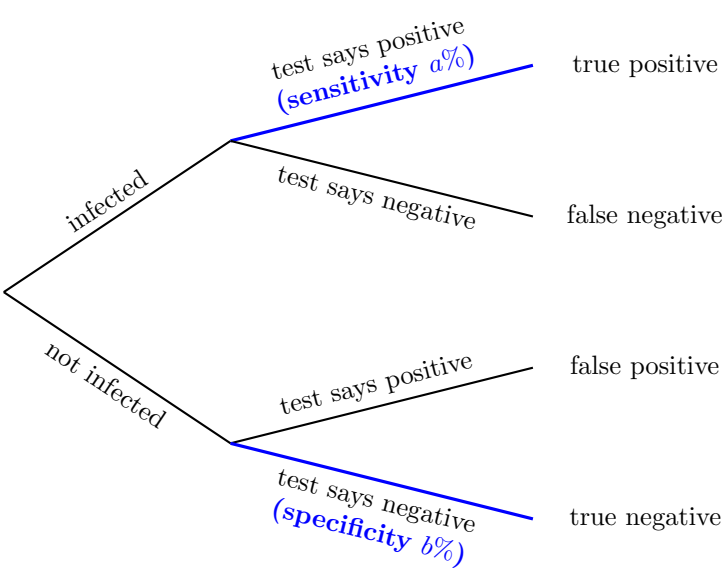 test says positive
(sensitivity a%)
true positive
infected
test says negative
false negative
not infected
test says positive
false positive
test says negative
(specificity b%)
true negative